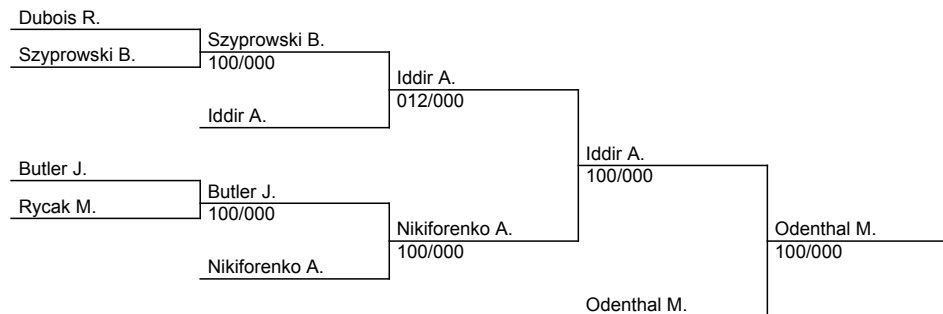 Dubois R.
Szyprowski B.
Szyprowski B.
100/000
Iddir A.
Iddir A.
012/000
Butler J.
Rycak M.
Butler J.
100/000
Nikiforenko A.
Nikiforenko A.
100/000
Iddir A.
100/000
Odenthal M.
Odenthal M.
100/000